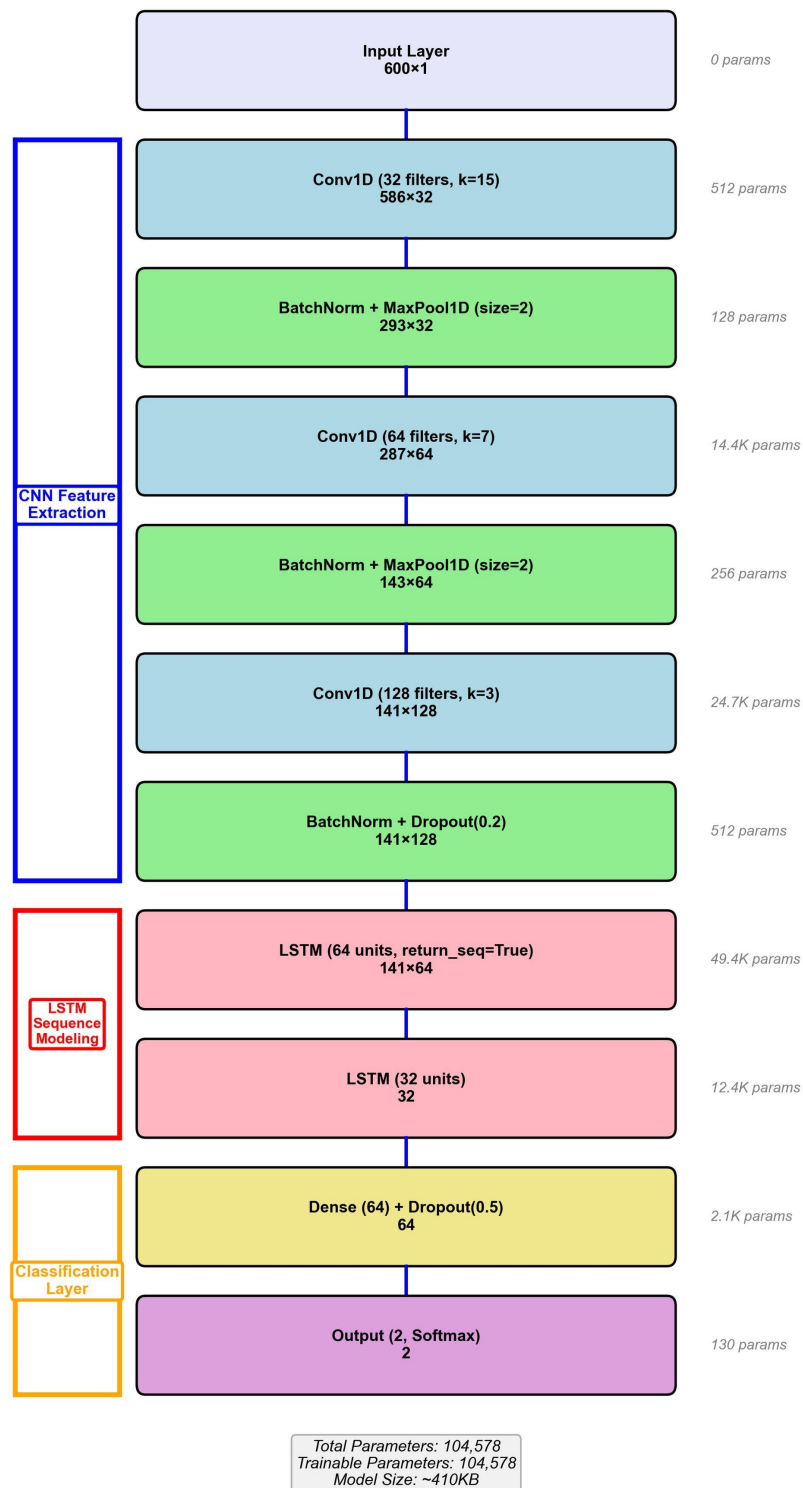 Input Layer
600×1
0 params
Conv1D (32 filters, k=15)
586×32
512 params
BatchNorm + MaxPool1D (size=2)
293×32
128 params
Conv1D (64 filters, k=7)
287×64
14.4K params
CNN Feature
Extraction
BatchNorm + MaxPool1D (size=2)
143×64
256 params
Conv1D (128 filters, k=3)
141×128
24.7K params
BatchNorm + Dropout(0.2)
141×128
512 params
LSTM (64 units, return_seq=True)
141×64
49.4K params
LSTM
Sequence
Modeling
LSTM (32 units)
32
12.4K params
Dense (64) + Dropout(0.5)
64
2.1K params
Classification
Layer
Output (2, Softmax)
2
130 params
Total Parameters: 104,578
Trainable Parameters: 104,578
Model Size: ~410KB